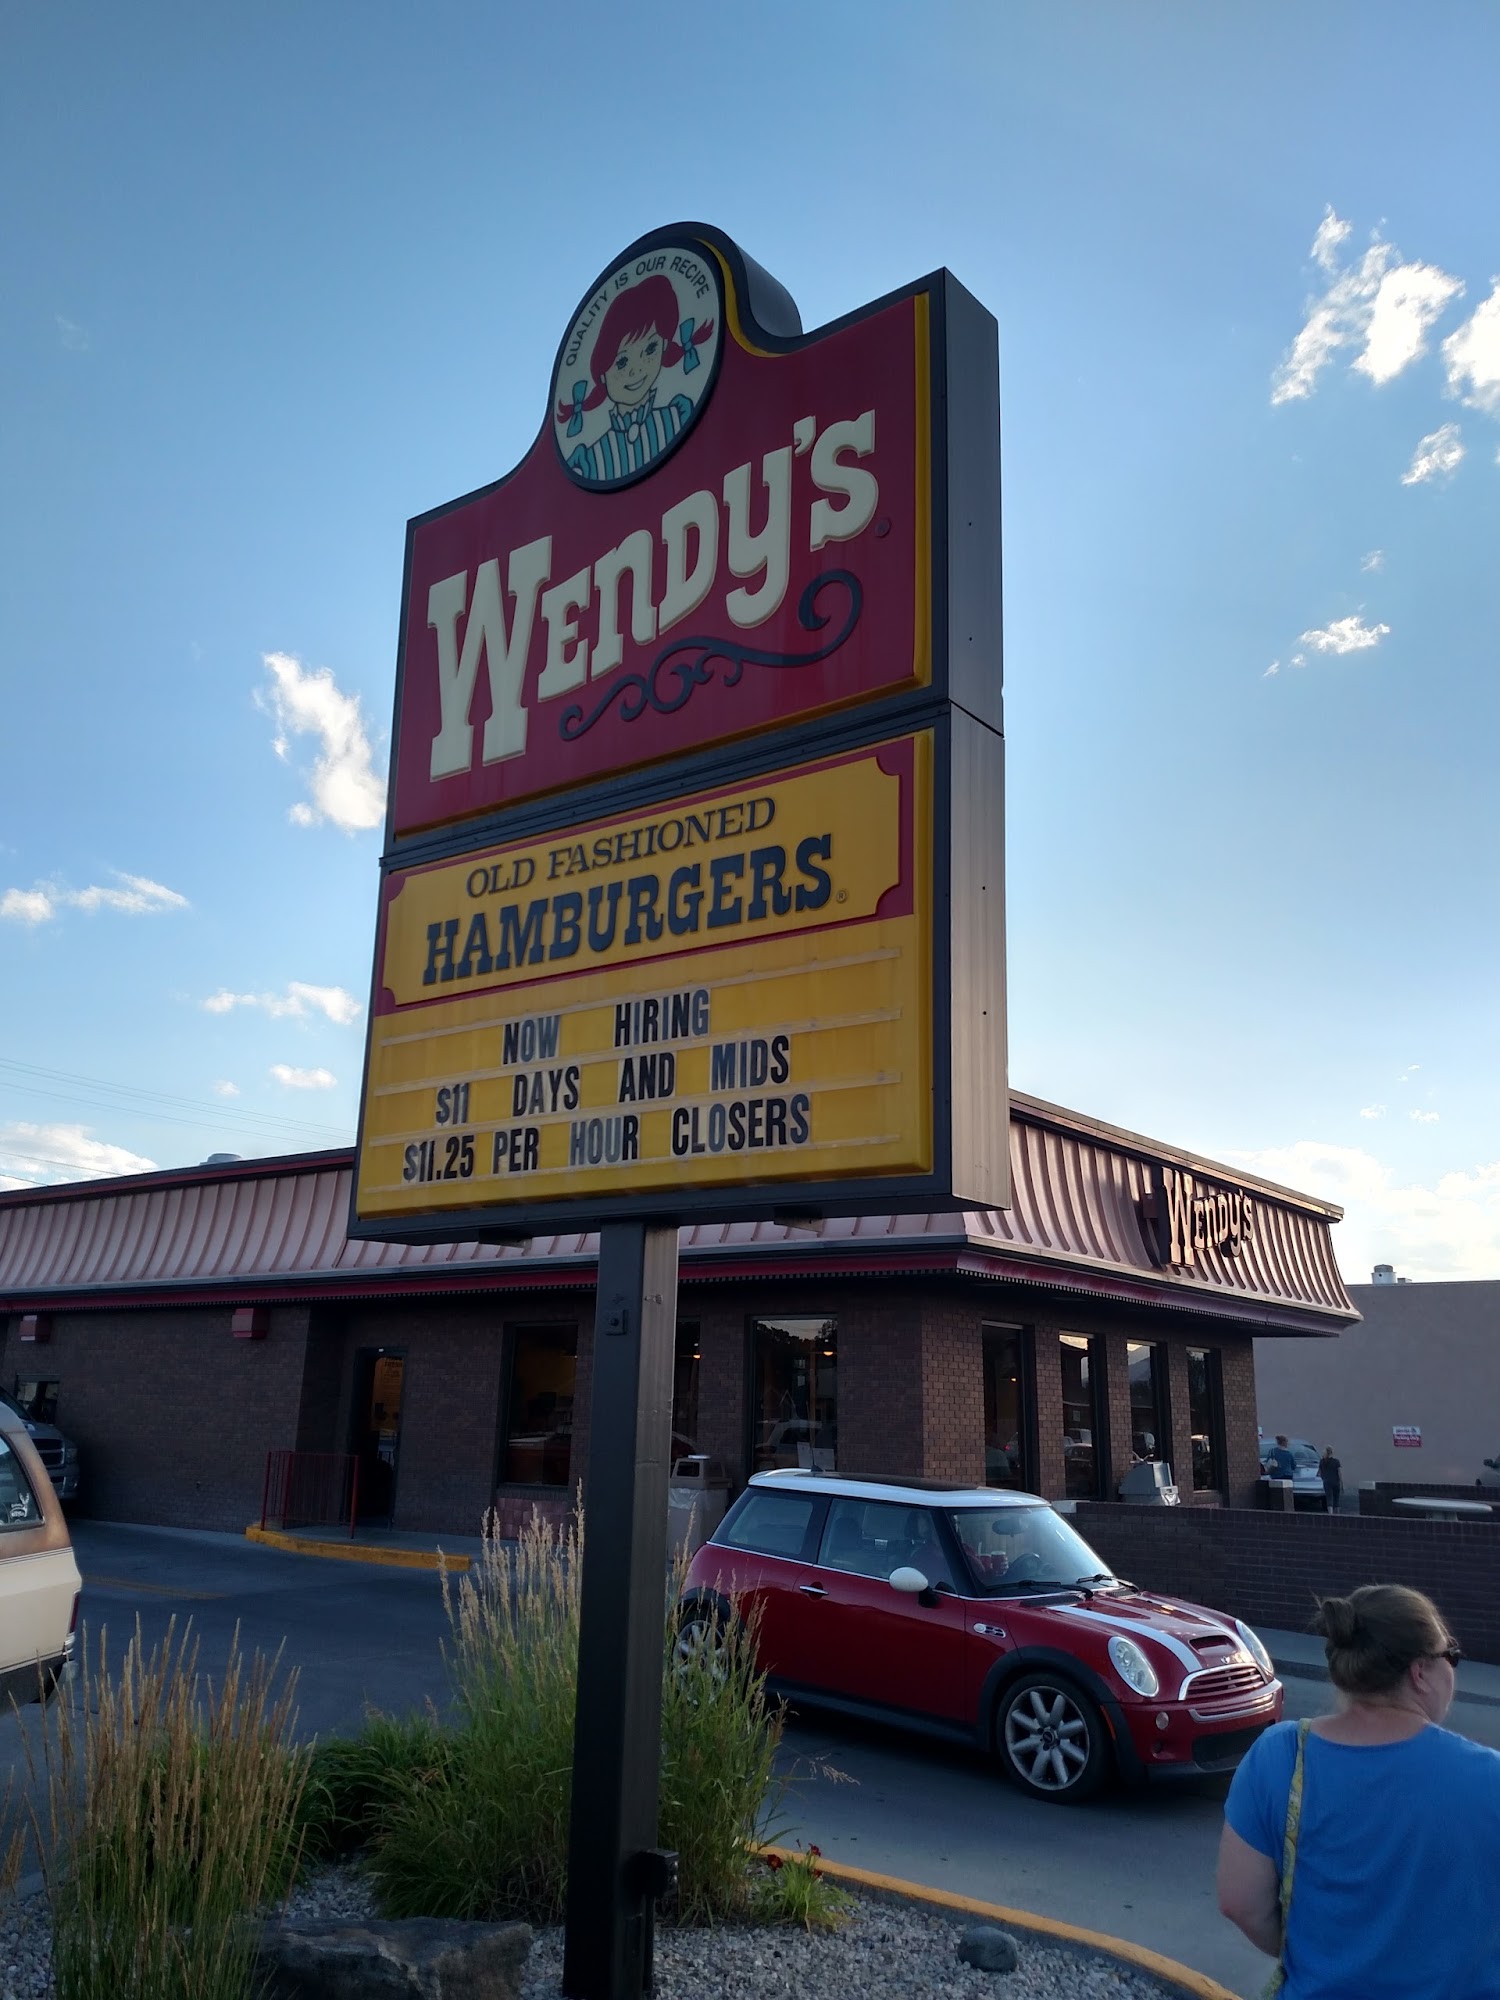 QUALITY IS OUR RECIPE
WENDY'S
OLD FASHIONED
HAMBURGERS
NOW HIRING
$11 DAYS AND MIDS
$11.25 PER HOUR CLOSERS
WENDY'S